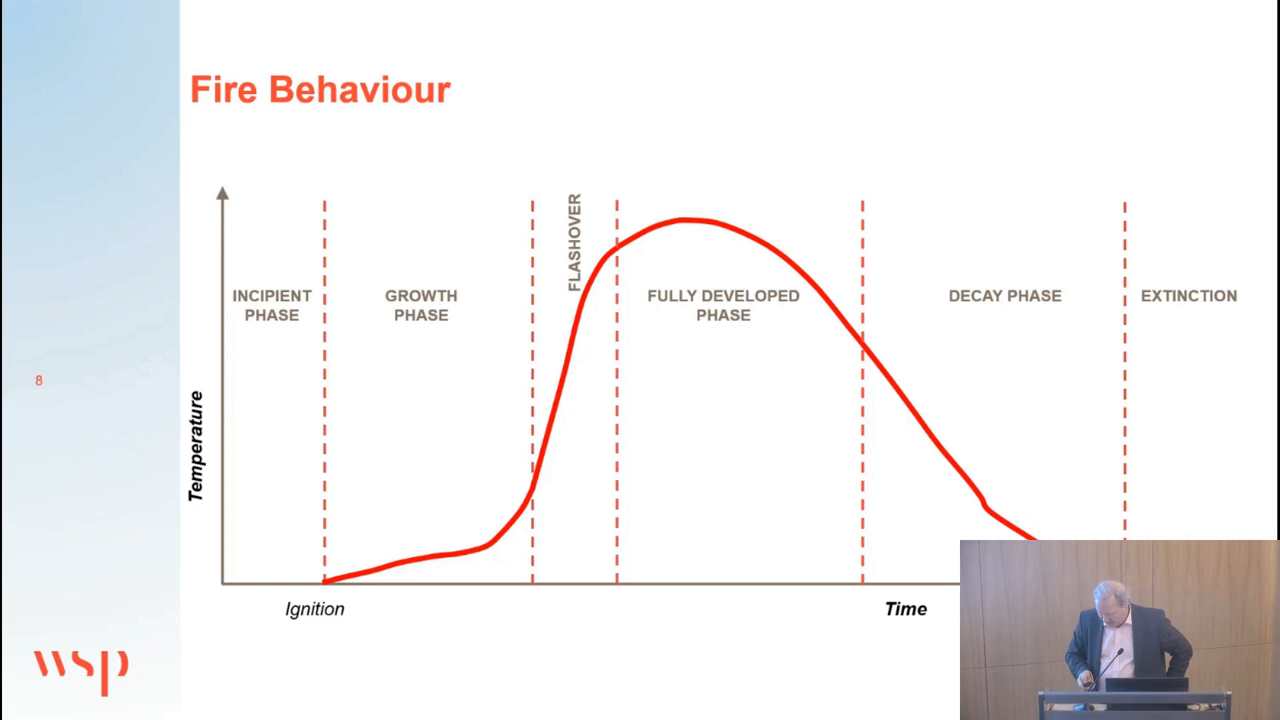 Fire Behaviour
FLASHOVER
INCIPIENT
PHASE
GROWTH
PHASE
FULLY DEVELOPED
PHASE
DECAY PHASE
EXTINCTION
8
Temperature
Ignition
Time
wsp